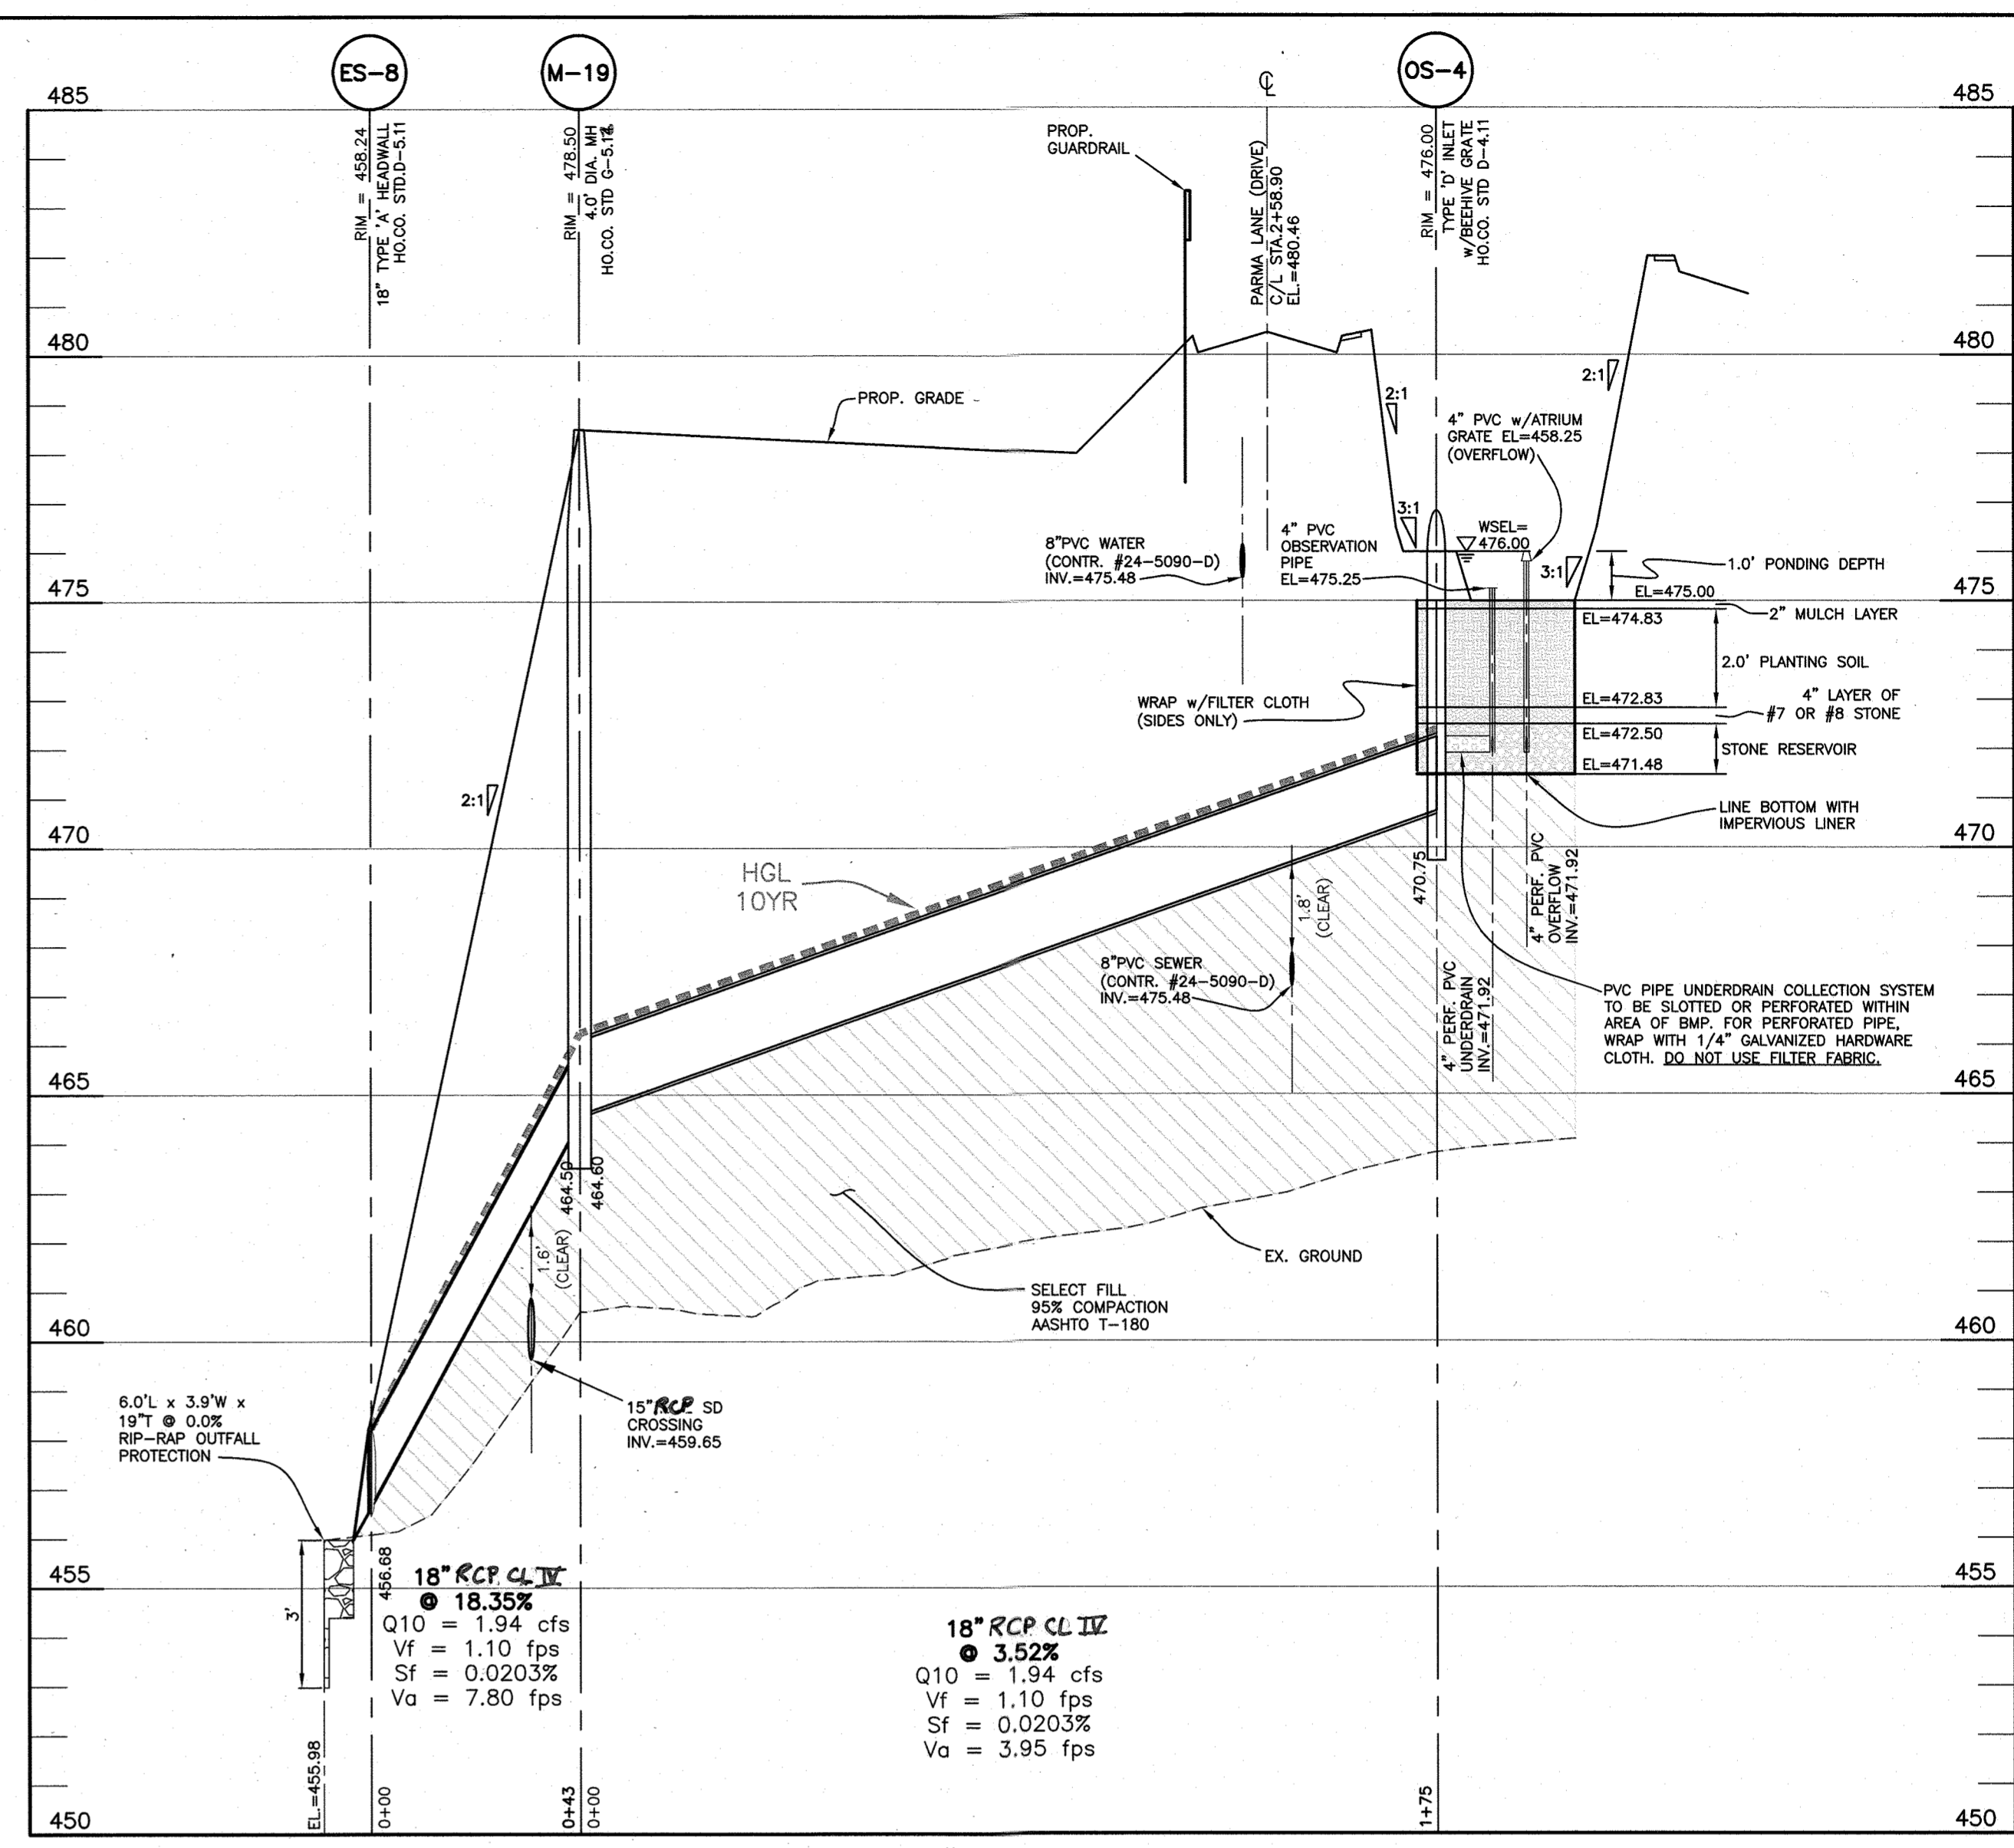 ES-8
M-19
OS-4
℄
485
485
RIM = 458.24
18" TYPE 'A' HEADWALL
HO.CO. STD.D-5.11
RIM = 478.50
4.0' DIA. MH
HO.CO. STD G-5.12
PROP.
GUARDRAIL
PARMA LANE (DRIVE)
C/L STA.2+58.90
EL.=480.46
RIM = 476.00
TYPE 'D' INLET
w/BEEHIVE GRATE
HO.CO. STD D-4.11
480
480
PROP. GRADE
2:1
2:1
4" PVC w/ATRIUM
GRATE EL=458.25
(OVERFLOW)
3:1
WSEL=
476.00
8"PVC WATER
(CONTR. #24-5090-D)
INV.=475.48
4" PVC
OBSERVATION
PIPE
EL=475.25
3:1
1.0' PONDING DEPTH
475
475
EL=475.00
2" MULCH LAYER
EL=474.83
2.0' PLANTING SOIL
WRAP w/FILTER CLOTH
(SIDES ONLY)
EL=472.83
4" LAYER OF
#7 OR #8 STONE
EL=472.50
STONE RESERVOIR
EL=471.48
2:1
LINE BOTTOM WITH
IMPERVIOUS LINER
470
470
HGL
10YR
470.75
1.8'
(CLEAR)
4" PERF. PVC
OVERFLOW
INV.=471.92
8"PVC SEWER
(CONTR. #24-5090-D)
INV.=475.48
4" PERF. PVC
UNDERDRAIN
INV.=471.92
PVC PIPE UNDERDRAIN COLLECTION SYSTEM
TO BE SLOTTED OR PERFORATED WITHIN
AREA OF BMP. FOR PERFORATED PIPE,
WRAP WITH 1/4" GALVANIZED HARDWARE
CLOTH. DO NOT USE FILTER FABRIC.
465
465
464.50
464.60
1.6'
(CLEAR)
EX. GROUND
SELECT FILL
95% COMPACTION
AASHTO T-180
460
460
6.0'L x 3.9'W x
19"T @ 0.0%
RIP-RAP OUTFALL
PROTECTION
15" RCP SD
CROSSING
INV.=459.65
455
455
3'
456.68
18" RCP CL IV
@ 18.35%
Q10 = 1.94 cfs
Vf = 1.10 fps
Sf = 0.0203%
Va = 7.80 fps
18" RCP CL IV
@ 3.52%
Q10 = 1.94 cfs
Vf = 1.10 fps
Sf = 0.0203%
Va = 3.95 fps
EL.=455.98
0+00
0+43
0+00
1+75
450
450